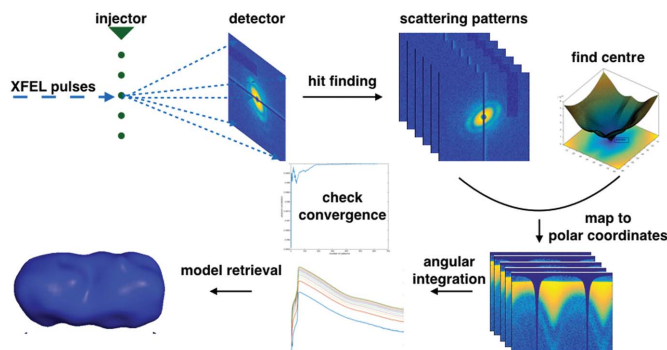 injector
detector
scattering patterns
find centre
XFEL pulses
hit finding
check
convergence
map to
polar coordinates
model retrieval
angular
integration